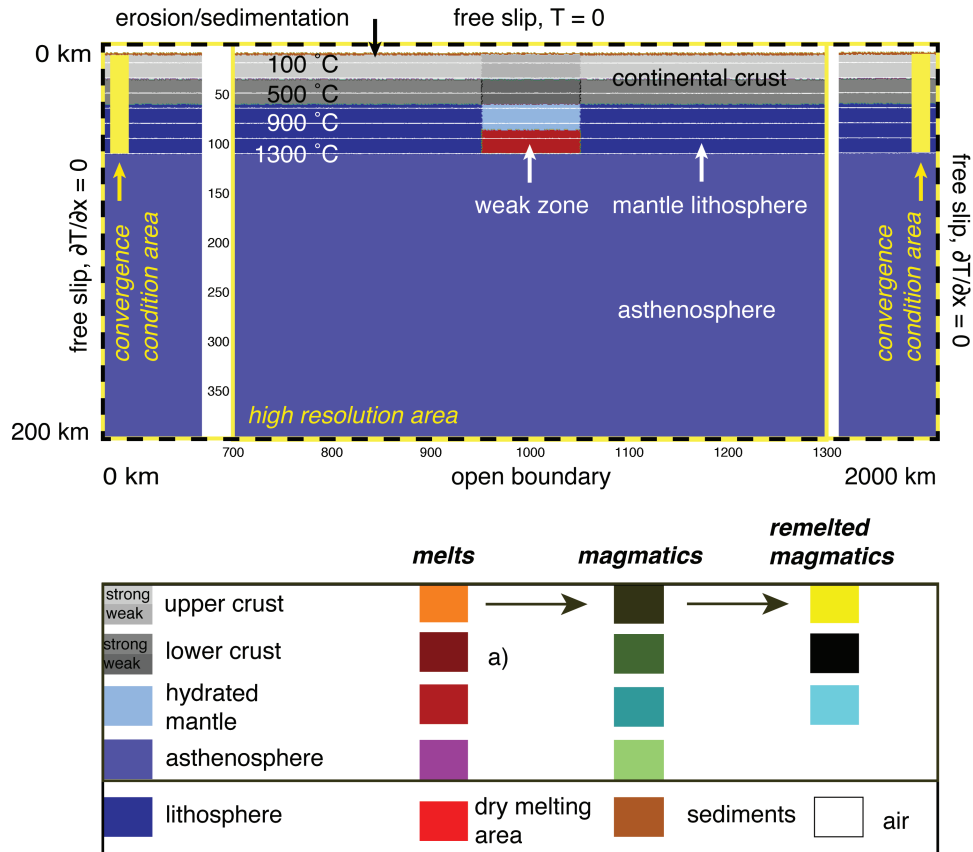 erosion/sedimentation
free slip, T = 0
0 km
100 ˚C
continental crust
50
500 ˚C
900 ˚C
100
1300 ˚C
150
weak zone
mantle lithosphere
200
250
asthenosphere
300
350
free slip, ∂T/∂x = 0
convergence
condition area
convergence
condition area
free slip, ∂T/∂x = 0
high resolution area
200 km
700
800
900
1000
1100
1200
1300
0 km
open boundary
2000 km
melts
magmatics
remelted
magmatics
strong
weak
upper crust
strong
weak
lower crust
a)
hydrated
mantle
asthenosphere
lithosphere
dry melting
area
sediments
air